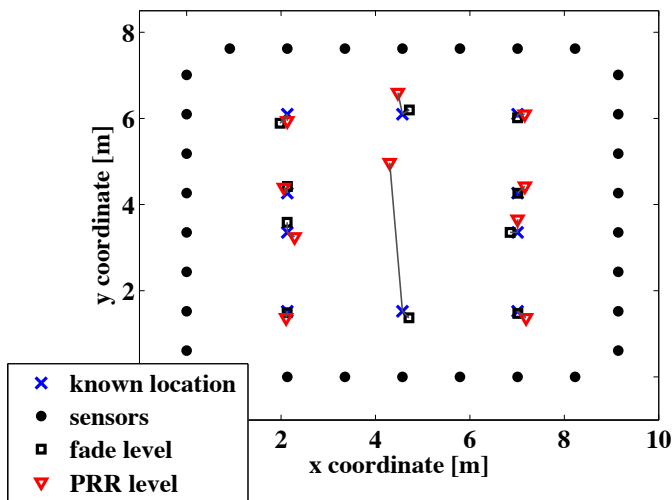 8
6
4
2
y coordinate [m]
2
4
6
8
10
x coordinate [m]
known location
sensors
fade level
PRR level